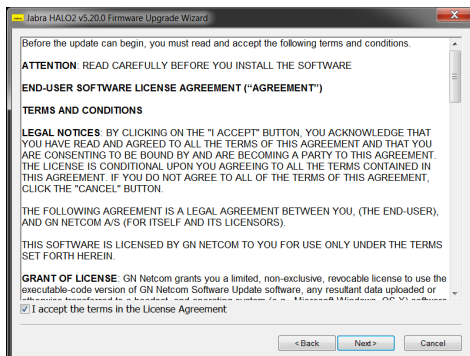 Jabra HALO2 v5.20.0 Firmware Upgrade Wizard
Before the update can begin, you must read and accept the following terms and conditions.
ATTENTION: READ CAREFULLY BEFORE YOU INSTALL THE SOFTWARE
END-USER SOFTWARE LICENSE AGREEMENT (“AGREEMENT”)
TERMS AND CONDITIONS
LEGAL NOTICES: BY CLICKING ON THE "I ACCEPT" BUTTON, YOU ACKNOWLEDGE THAT
YOU HAVE READ AND AGREED TO ALL THE TERMS OF THIS AGREEMENT AND THAT YOU
ARE CONSENTING TO BE BOUND BY AND ARE BECOMING A PARTY TO THIS AGREEMENT.
THE LICENSE IS CONDITIONAL UPON YOU AGREEING TO ALL THE TERMS CONTAINED IN
THIS AGREEMENT. IF YOU DO NOT AGREE TO ALL OF THE TERMS OF THIS AGREEMENT,
CLICK THE "CANCEL" BUTTON.
THE FOLLOWING AGREEMENT IS A LEGAL AGREEMENT BETWEEN YOU, (THE END-USER),
AND GN NETCOM A/S (FOR ITSELF AND ITS LICENSORS).
THIS SOFTWARE IS LICENSED BY GN NETCOM TO YOU FOR USE ONLY UNDER THE TERMS
SET FORTH HEREIN.
GRANT OF LICENSE: GN Netcom grants you a limited, non-exclusive, revocable license to use the
executable-code version of GN Netcom Software Update software, any resultant data uploaded or
I accept the terms in the License Agreement
< Back
Next >
Cancel